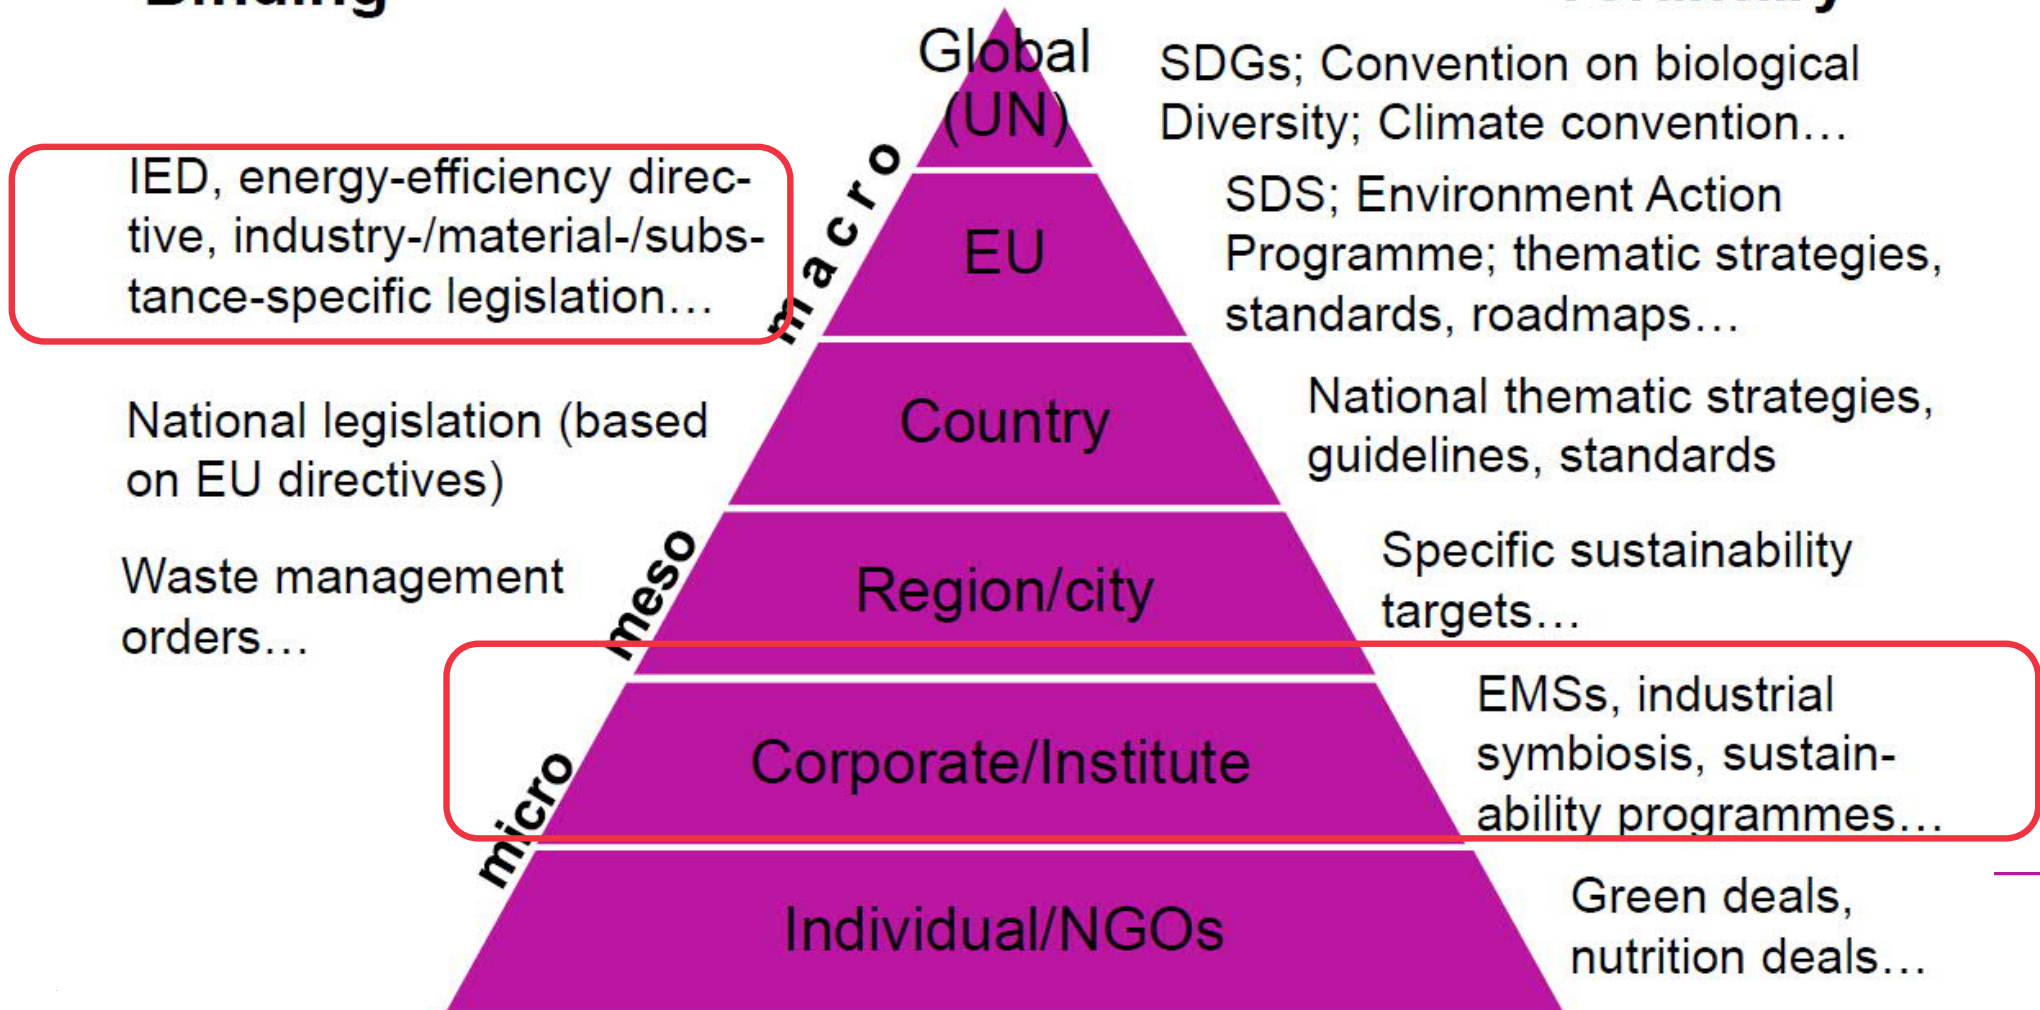 Global
(UN)
SDGs; Convention on biological
Diversity; Climate convention…
macro
IED, energy-efficiency direc-
tive, industry-/material-/subs-
tance-specific legislation…
EU
SDS; Environment Action
Programme; thematic strategies,
standards, roadmaps…
National legislation (based
on EU directives)
Country
National thematic strategies,
guidelines, standards
meso
Waste management
orders…
Region/city
Specific sustainability
targets…
micro
Corporate/Institute
EMSs, industrial
symbiosis, sustain-
ability programmes…
Individual/NGOs
Green deals,
nutrition deals…